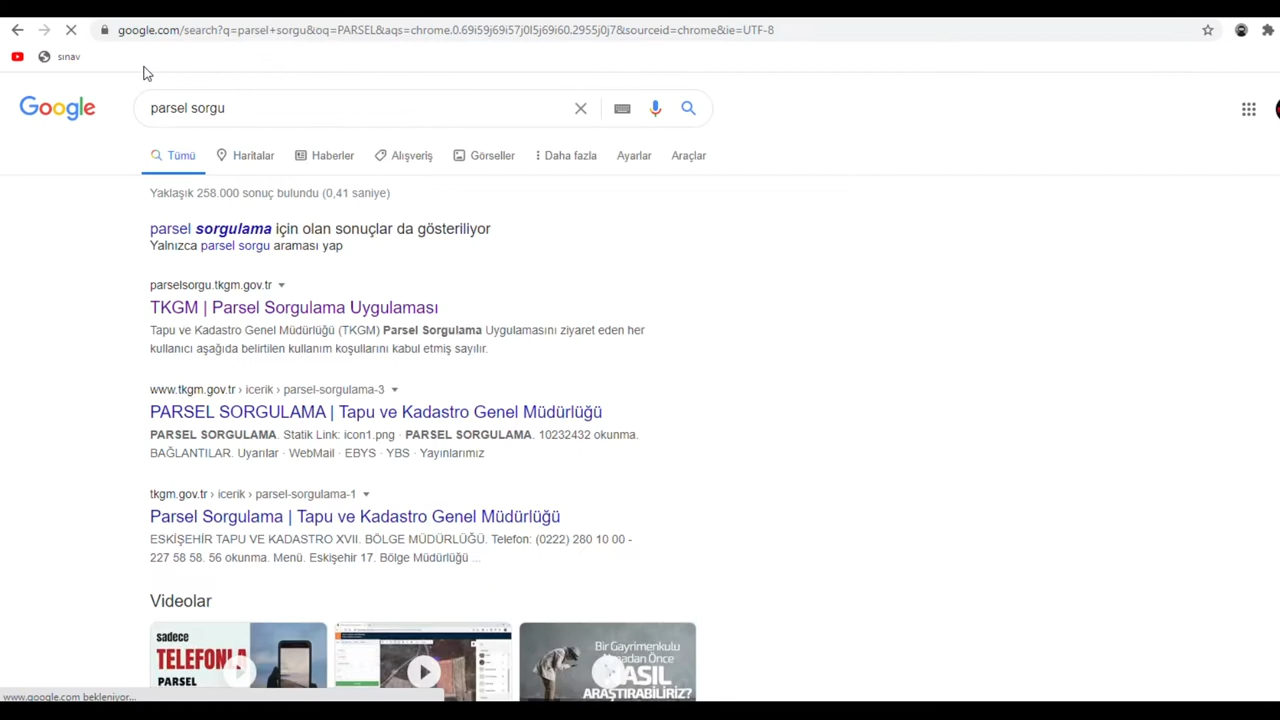 google.com/search?q=parsel+sorgu&oq=PARSEL&aqs=chrome.0.69i59j69i57j0l5j69i60.2955j0j7&sourceid=chrome&ie=UTF-8
sınav
Google
parsel sorgu
Tümü Haritalar Haberler Alışveriş Görseller Daha fazla Ayarlar Araçlar
Yaklaşık 258.000 sonuç bulundu (0,41 saniye)
parsel sorgulama için olan sonuçlar da gösteriliyor
Yalnızca parsel sorgu araması yap
parselsorgu.tkgm.gov.tr
TKGM | Parsel Sorgulama Uygulaması
Tapu ve Kadastro Genel Müdürlüğü (TKGM) Parsel Sorgulama Uygulamasını ziyaret eden her
kullanıcı aşağıda belirtilen kullanım koşullarını kabul etmiş sayılır.
www.tkgm.gov.tr › icerik › parsel-sorgulama-3
PARSEL SORGULAMA | Tapu ve Kadastro Genel Müdürlüğü
PARSEL SORGULAMA. Statik Link: icon1.png · PARSEL SORGULAMA. 10232432 okunma.
BAĞLANTILAR. Uyarılar · WebMail · EBYS · YBS · Yayınlarımız
tkgm.gov.tr › icerik › parsel-sorgulama-1
Parsel Sorgulama | Tapu ve Kadastro Genel Müdürlüğü
ESKİŞEHİR TAPU VE KADASTRO XVII. BÖLGE MÜDÜRLÜĞÜ. Telefon: (0222) 280 10 00 -
227 58 58. 56 okunma. Menü. Eskişehir 17. Bölge Müdürlüğü ...
Videolar
sadece
TELEFONLA
PARSEL
Bir Gayrimenkulu
NASIL
ARAŞTIRABİLİRİZ?
www.google.com bekleniyor...